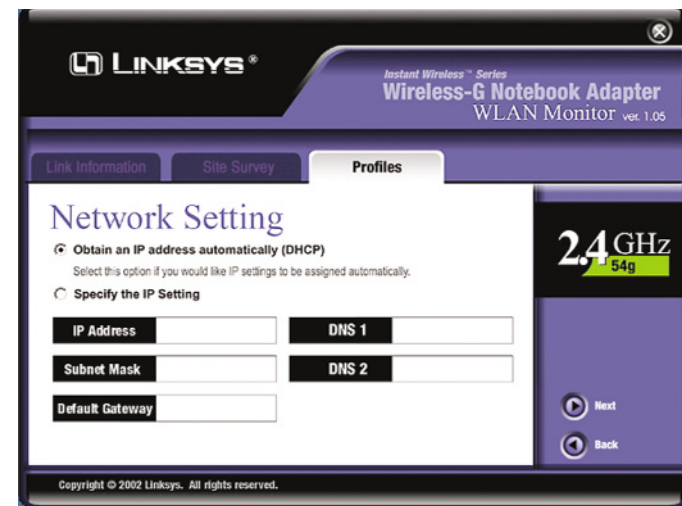 LINKSYS®
Instant Wireless™ Series
Wireless-G Notebook Adapter
WLAN Monitor ver. 1.05
Link Information
Site Survey
Profiles
Network Setting
Obtain an IP address automatically (DHCP)
Select this option if you would like IP settings to be assigned automatically.
Specify the IP Setting
IP Address
DNS 1
Subnet Mask
DNS 2
Default Gateway
2.4 GHz
54g
Next
Back
Copyright © 2002 Linksys. All rights reserved.